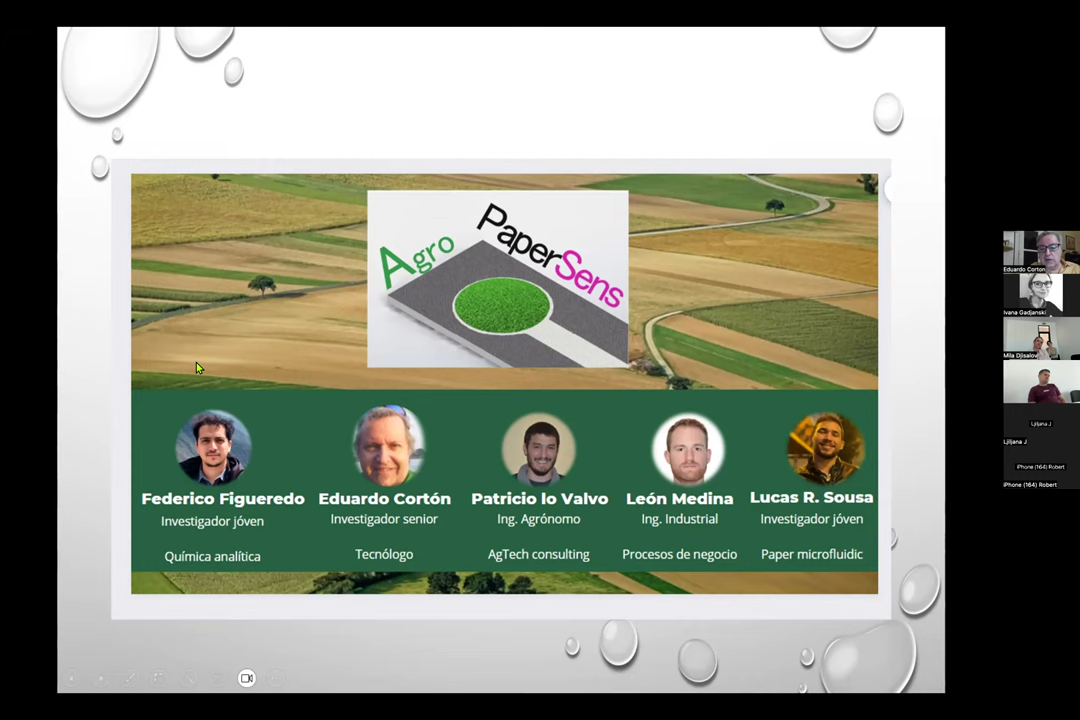 Agro
PaperSens
Federico Figueredo
Investigador jóven
Química analítica
Eduardo Cortón
Investigador senior
Tecnólogo
Patricio lo Valvo
Ing. Agrónomo
AgTech consulting
León Medina
Ing. Industrial
Procesos de negocio
Lucas R. Sousa
Investigador jóven
Paper microfluidic
Eduardo Corton
Ivana Gadjanski
Mila Djisalov
Ljiljana J
Ljiljana J
iPhone (164) Robert
iPhone (164) Robert